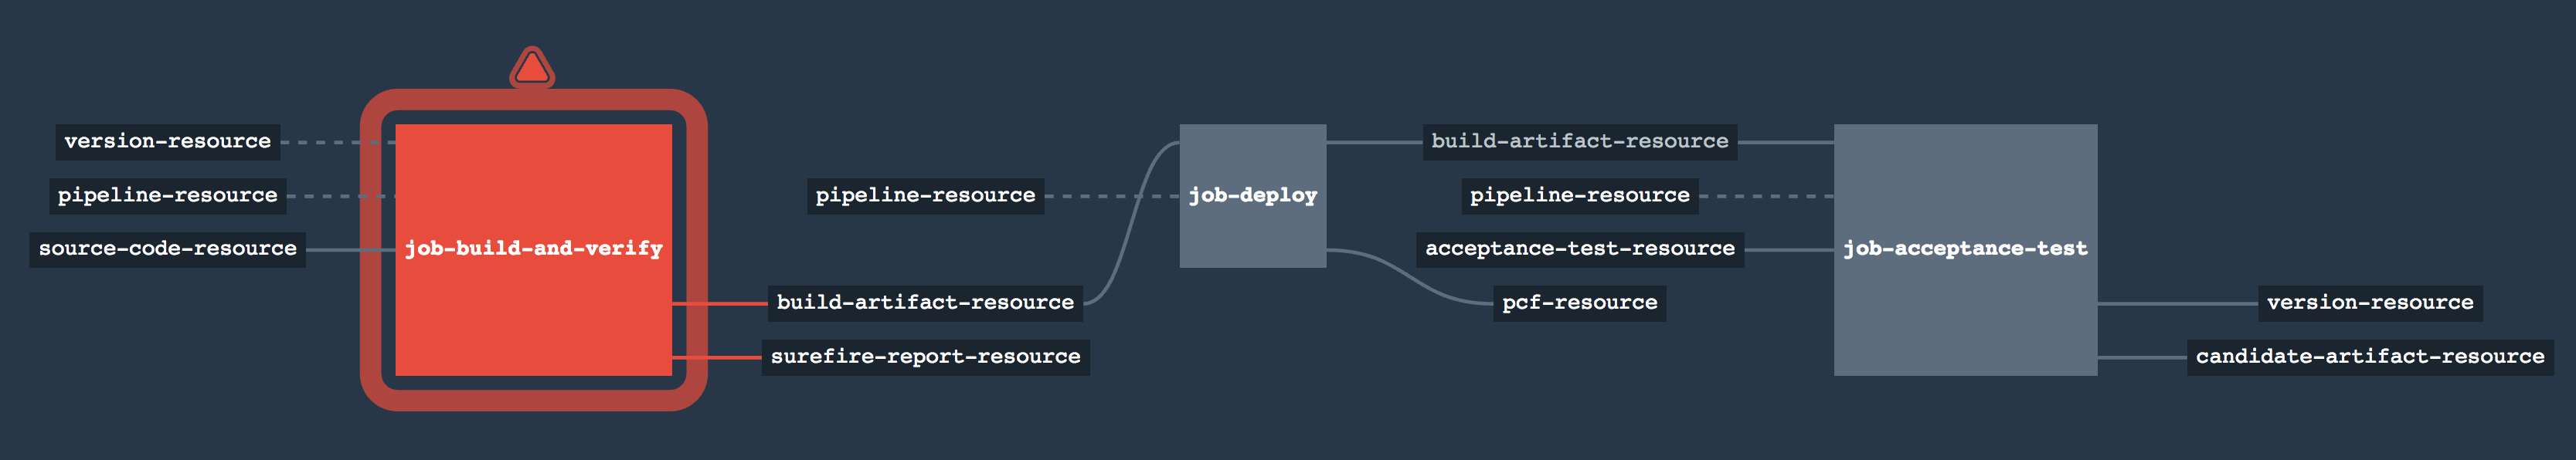 version-resource
pipeline-resource
source-code-resource
job-build-and-verify
build-artifact-resource
surefire-report-resource
pipeline-resource
job-deploy
build-artifact-resource
pipeline-resource
acceptance-test-resource
pcf-resource
job-acceptance-test
version-resource
candidate-artifact-resource